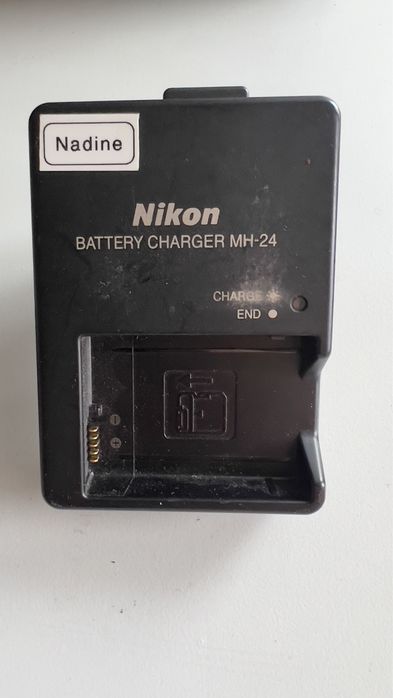 Nadine
Nikon
BATTERY CHARGER MH-24
CHARGE
END